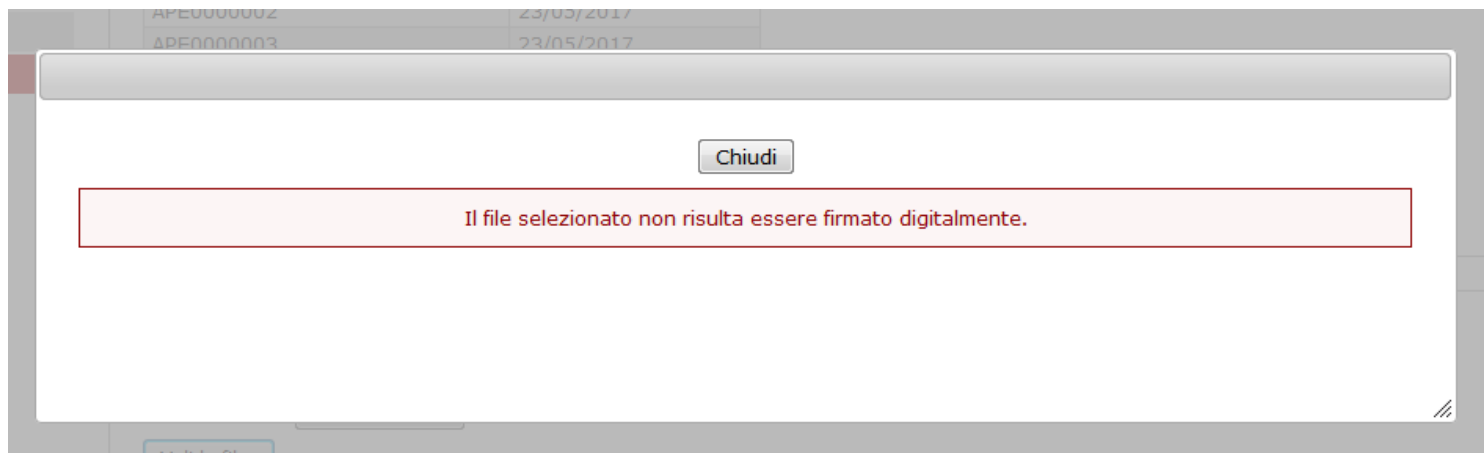 APE0000002 23/05/2017
APE0000003 23/05/2017
Chiudi
Il file selezionato non risulta essere firmato digitalmente.